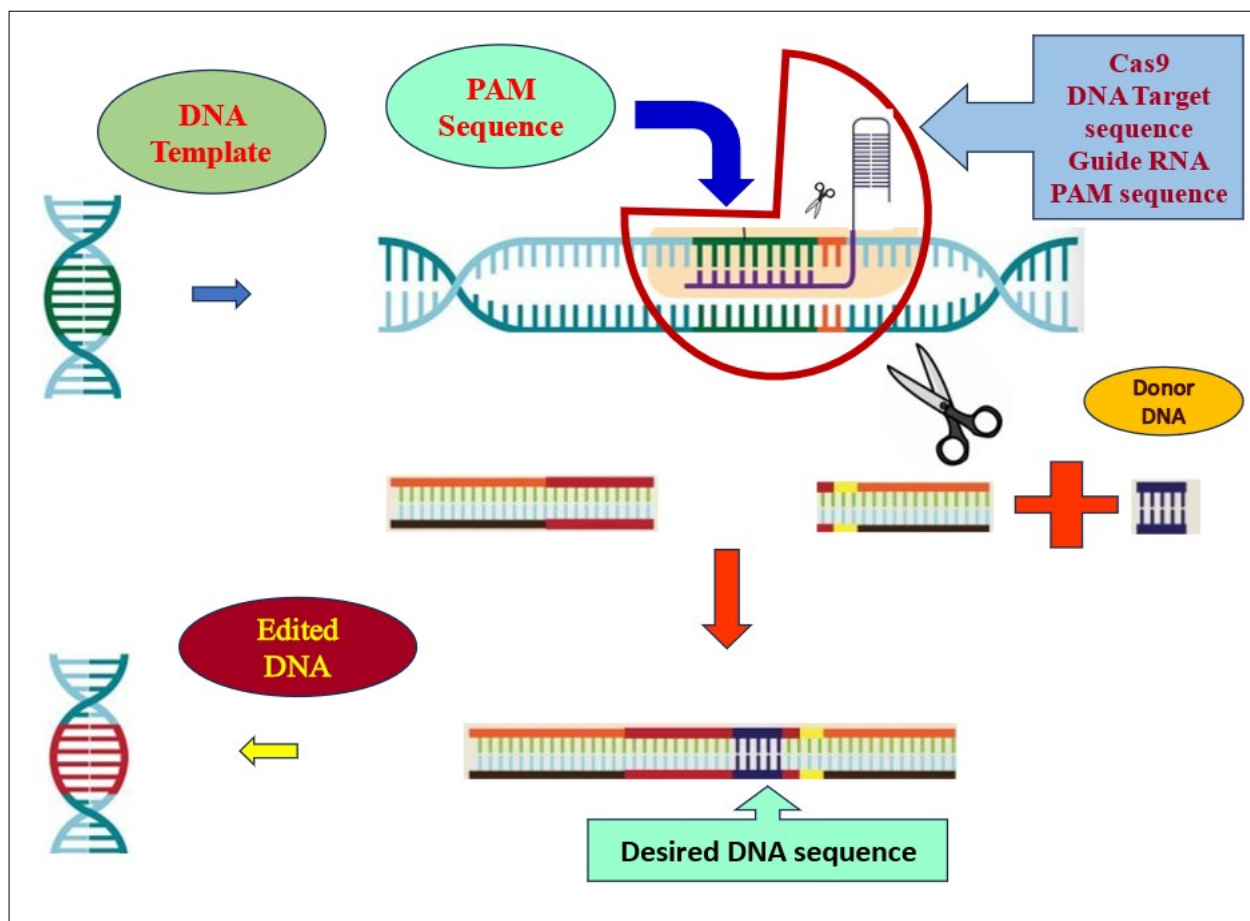 DNA
Template
PAM
Sequence
Cas9
DNA Target
sequence
Guide RNA
PAM sequence
Donor
DNA
Edited
DNA
Desired DNA sequence